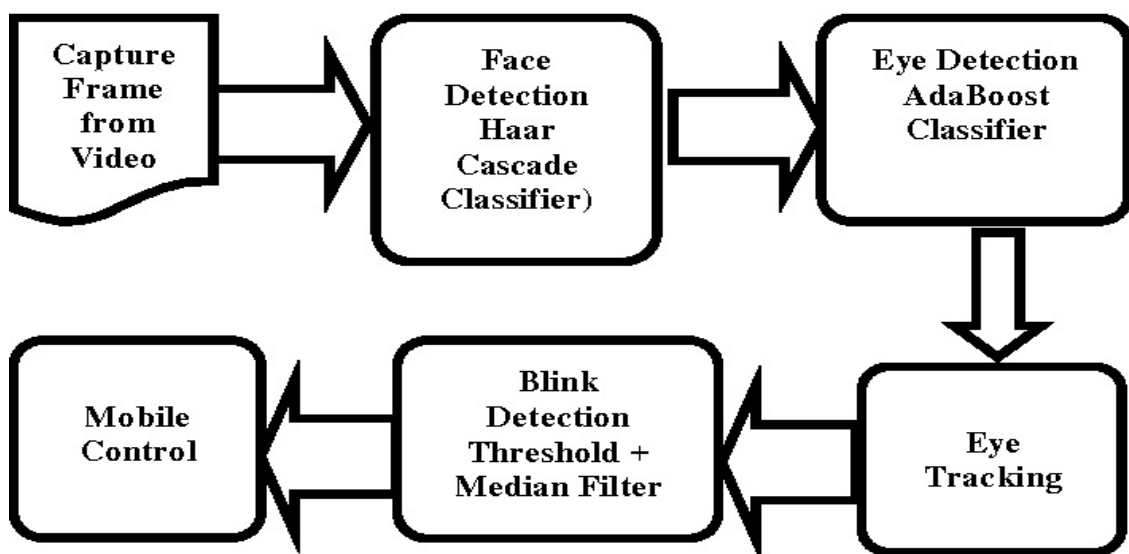 Capture
Frame
from
Video
Face
Detection
Haar
Cascade
Classifier)
Eye Detection
AdaBoost
Classifier
Eye
Tracking
Blink
Detection
Threshold +
Median Filter
Mobile
Control